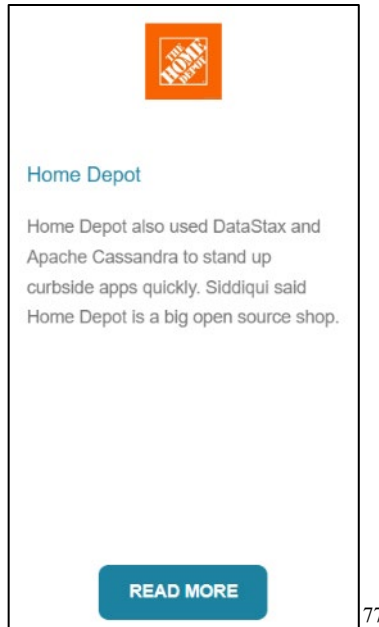 THE
HOME
DEPOT
Home Depot
Home Depot also used DataStax and
Apache Cassandra to stand up
curbside apps quickly. Siddiqui said
Home Depot is a big open source shop.
READ MORE
77